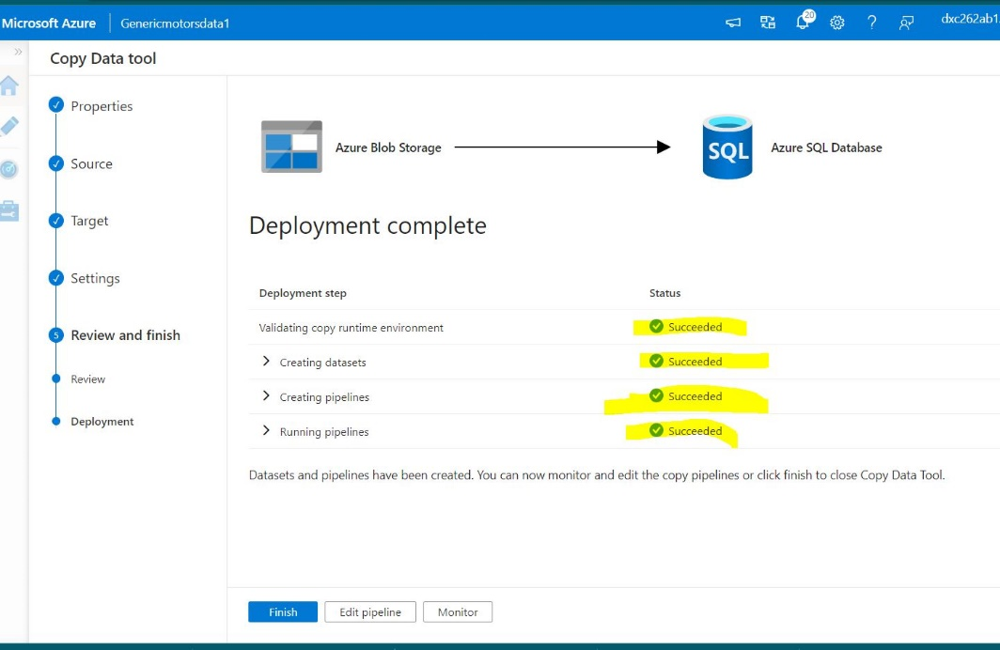 Microsoft Azure Genericmotorsdata1 20 dxc262ab1
Copy Data tool
Properties
Source
Target
Settings
5 Review and finish
Review
Deployment
Azure Blob Storage SQL Azure SQL Database
Deployment complete
Deployment step Status
Validating copy runtime environment Succeeded
Creating datasets Succeeded
Creating pipelines Succeeded
Running pipelines Succeeded
Datasets and pipelines have been created. You can now monitor and edit the copy pipelines or click finish to close Copy Data Tool.
Finish Edit pipeline Monitor